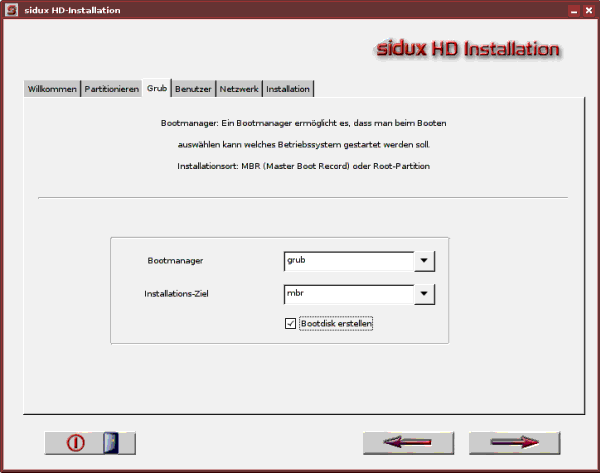 sidux HD-Installation
sidux HD Installation
Willkommen Partitionieren Grub Benutzer Netzwerk Installation
Bootmanager: Ein Bootmanager ermöglicht es, dass man beim Booten
auswählen kann welches Betriebssystem gestartet werden soll.
Installationsort: MBR (Master Boot Record) oder Root-Partition
Bootmanager grub
Installations-Ziel mbr
Bootdisk erstellen